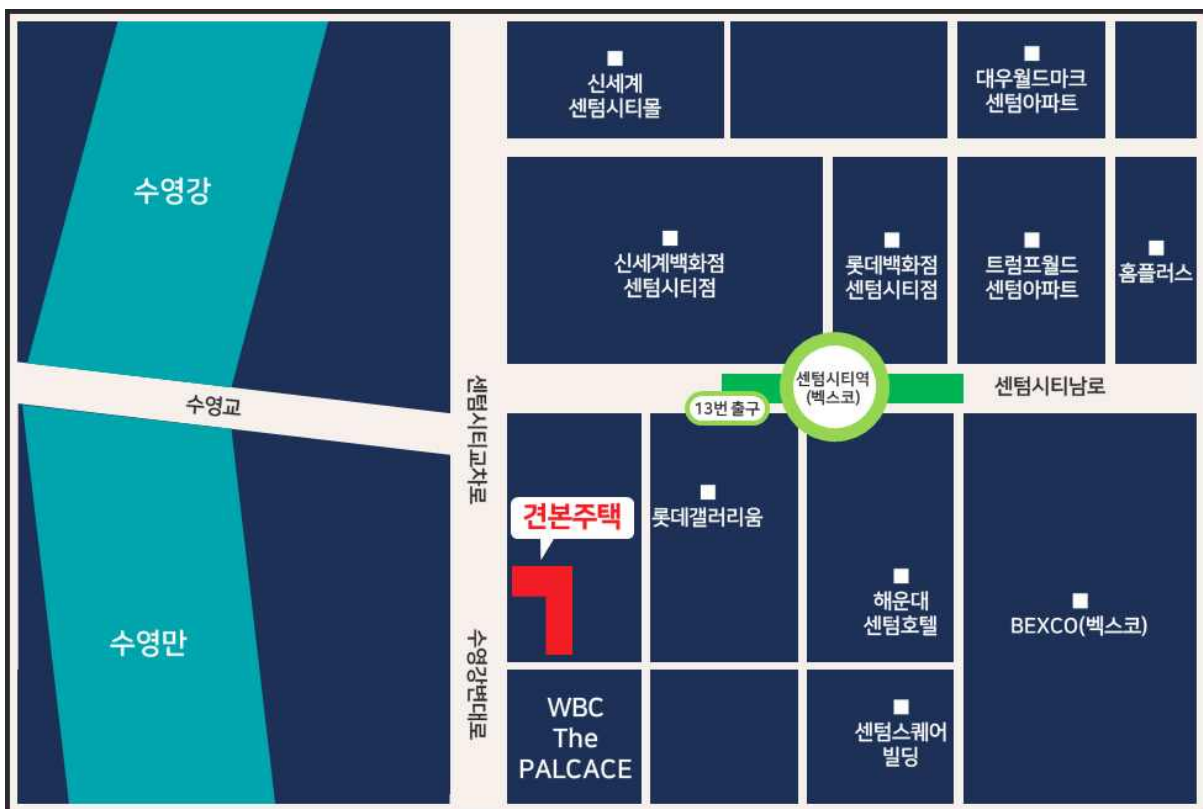 신세계
센텀시티몰
대우월드마크
센텀아파트
수영강
신세계백화점
센텀시티점
롯데백화점
센텀시티점
트럼프월드
센텀아파트
홈플러스
센텀시티역
(벡스코)
센텀시티남로
13번 출구
수영교
센텀시티교차로
견본주택
롯데갤러리움
해운대
센텀호텔
BEXCO(벡스코)
수영만
수영강변대로
WBC
The
PALCACE
센텀스퀘어
빌딩